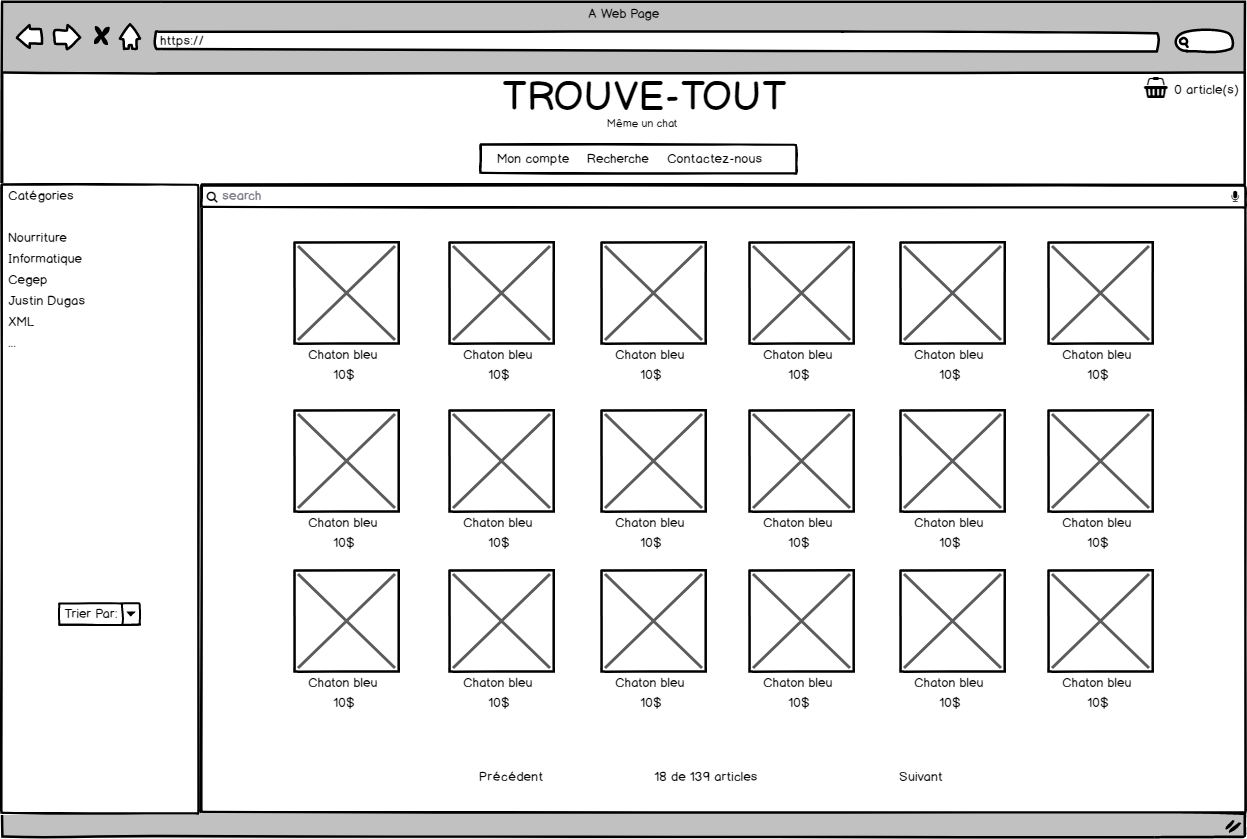 A Web Page
https://
TROUVE-TOUT
0 article(s)
Même un chat
Mon compte Recherche Contactez-nous
Catégories
search
Nourriture
Informatique
Cegep
Justin Dugas
XML
...
Chaton bleu Chaton bleu Chaton bleu Chaton bleu Chaton bleu Chaton bleu
10$ 10$ 10$ 10$ 10$ 10$
Chaton bleu Chaton bleu Chaton bleu Chaton bleu Chaton bleu Chaton bleu
10$ 10$ 10$ 10$ 10$ 10$
Trier Par:
Chaton bleu Chaton bleu Chaton bleu Chaton bleu Chaton bleu Chaton bleu
10$ 10$ 10$ 10$ 10$ 10$
Précédent 18 de 139 articles Suivant